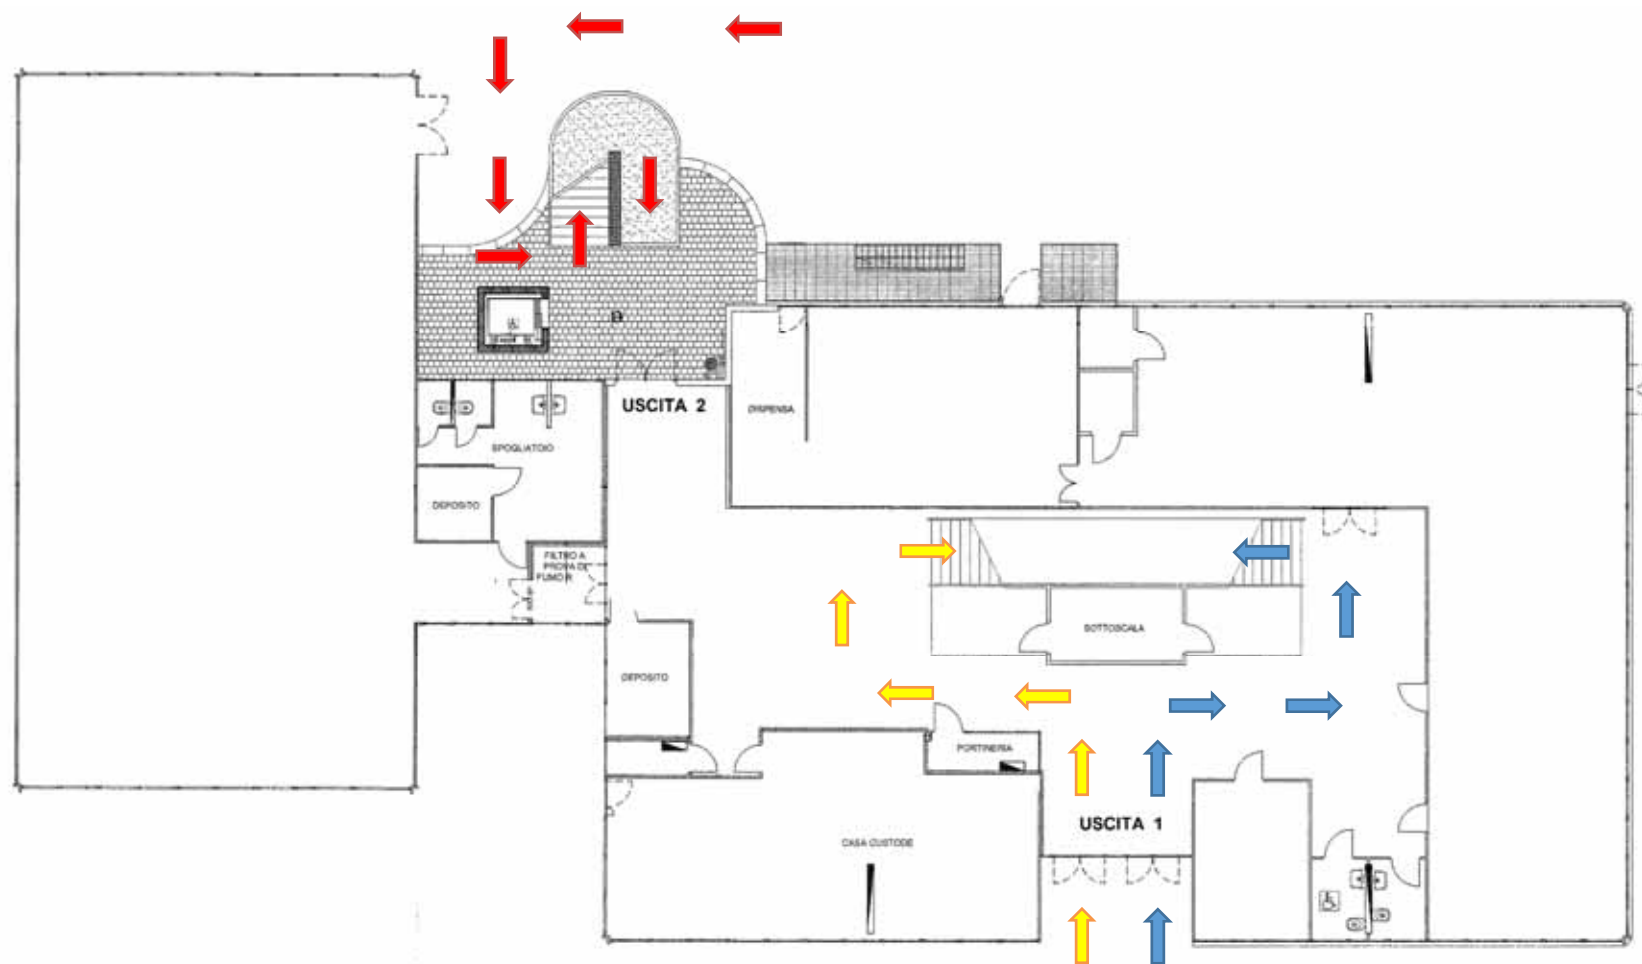 USCITA 2
DISPENSA
SPOGLIATOIO
DEPOSITO
FILTRO A
PROVA DI
FUMO
SOTTOSCALA
DEPOSITO
PORTINERIA
USCITA 1
CASA CUSTODE